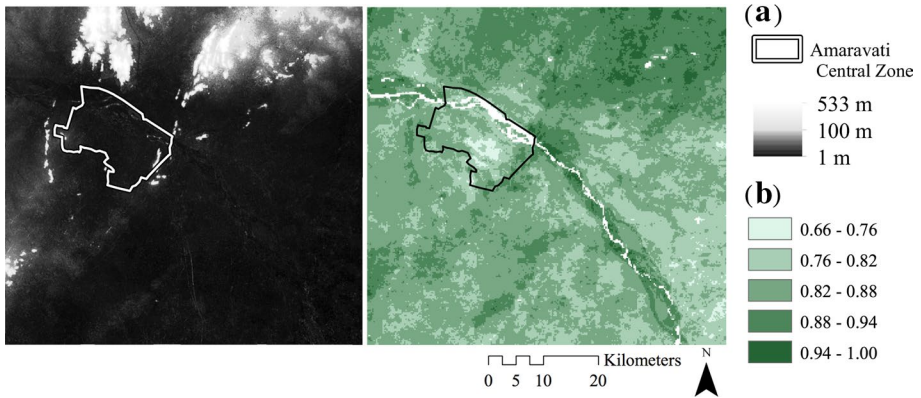 (a)
Amaravati
Central Zone
533 m
100 m
1 m
(b)
0.66 - 0.76
0.76 - 0.82
0.82 - 0.88
0.88 - 0.94
0.94 - 1.00
Kilometers
0 5 10 20
N